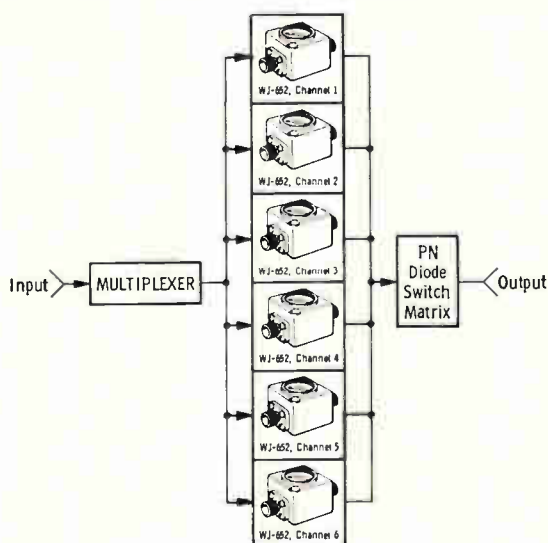 WJ-652, Channel 1
WJ-652, Channel 2
WJ-652, Channel 3
Input
MULTIPLEXER
PN
Diode
Switch
Matrix
Output
WJ-652, Channel 4
WJ-652, Channel 5
WJ-652, Channel 6